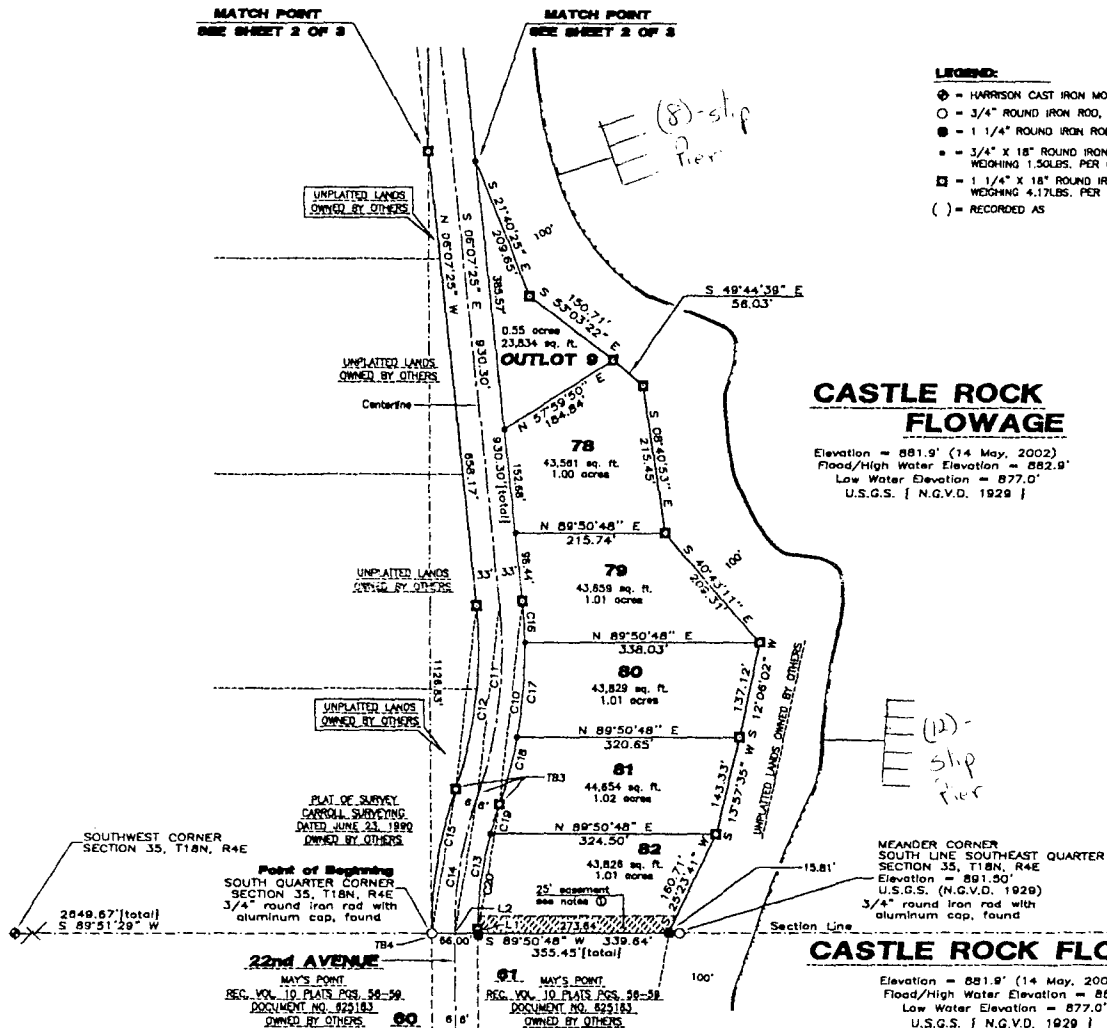 MATCH POINT
SEE SHEET 2 OF 3
MATCH POINT
SEE SHEET 2 OF 3
LEGEND:
= HARRISON CAST IRON MO
= 3/4" ROUND IRON ROD,
= 1 1/4" ROUND IRON ROD
= 3/4" X 18" ROUND IRON
WEIGHING 1.50LBS. PER
= 1 1/4" X 18" ROUND IR
WEIGHING 4.17LBS. PER
( ) = RECORDED AS
(8)-slip
Pier
UNPLATTED LANDS
OWNED BY OTHERS
N 06°07'25" W
S 06°07'25" E
S 21°40'25" E
209.65'
100'
385.57'
930.30'
S 49°44'39" E
58.03'
150.71'
S 53°03'22" E
0.55 acres
23,834 sq. ft.
OUTLOT 9
UNPLATTED LANDS
OWNED BY OTHERS
Centerline
N 57°59'50" E
184.84'
CASTLE ROCK
FLOWAGE
Elevation = 881.9' (14 May, 2002)
Flood/High Water Elevation = 882.9'
Low Water Elevation = 877.0'
U.S.G.S. [ N.G.V.D. 1929 ]
78
43,561 sq. ft.
1.00 acres
S 08°40'53" E
215.45'
658.17'
930.30'[total]
152.68'
N 89°50'48" E
215.74'
33' 33'
98.44'
79
43,859 sq. ft.
1.01 acres
S 40°43'11" E
209.31'
100'
UNPLATTED LANDS
OWNED BY OTHERS
C16
N 89°50'48" E
338.03'
1128.83'
C12
C11
C10
C17
80
43,829 sq. ft.
1.01 acres
137.12'
S 12°06'02" W
UNPLATTED LANDS OWNED BY OTHERS
UNPLATTED LANDS
OWNED BY OTHERS
N 89°50'48" E
320.65'
C18
(12)-
slip
Pier
81
44,654 sq. ft.
1.02 acres
143.33'
S 13°57'35" W
TB3
66'
C19
PLAT OF SURVEY
CARROLL SURVEYING
DATED JUNE 23, 1990
OWNED BY OTHERS
C15
N 89°50'48" E
324.50'
82
43,826 sq. ft.
1.01 acres
160.71'
S 25°23'41" W
SOUTHWEST CORNER
SECTION 35, T18N, R4E
Point of Beginning
SOUTH QUARTER CORNER
SECTION 35, T18N, R4E
3/4" round iron rod with
aluminum cap, found
C14
C13
C20
25' easement
see notes ①
L2
L1
15.81'
MEANDER CORNER
SOUTH LINE SOUTHEAST QUARTER
SECTION 35, T18N, R4E
Elevation = 891.50'
U.S.G.S. (N.G.V.D. 1929)
3/4" round iron rod with
aluminum cap, found
2649.67'[total]
S 89°51'29" W
TB4
66.00'
273.64'
S 89°50'48" W 339.64'
355.45'[total]
Section Line
22nd AVENUE
MAY'S POINT
REC. VOL. 10 PLATS PGS. 56-59
DOCUMENT NO. 625183
OWNED BY OTHERS
60
66'
61
MAY'S POINT
REC. VOL. 10 PLATS PGS. 56-59
DOCUMENT NO. 625183
OWNED BY OTHERS
100'
CASTLE ROCK FLO
Elevation = 881.9' (14 May, 200
Flood/High Water Elevation = 88
Low Water Elevation = 877.0'
U.S.G.S. [ N.G.V.D. 1929 ]